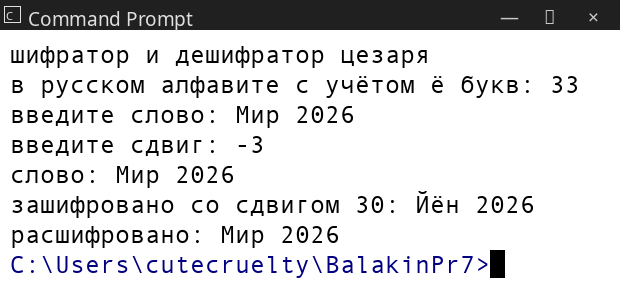 Command Prompt
шифратор и дешифратор цезаря
в русском алфавите с учётом ё букв: 33
введите слово: Мир 2026
введите сдвиг: -3
слово: Мир 2026
зашифровано со сдвигом 30: Йён 2026
расшифровано: Мир 2026
C:\Users\cutecruelty\BalakinPr7>